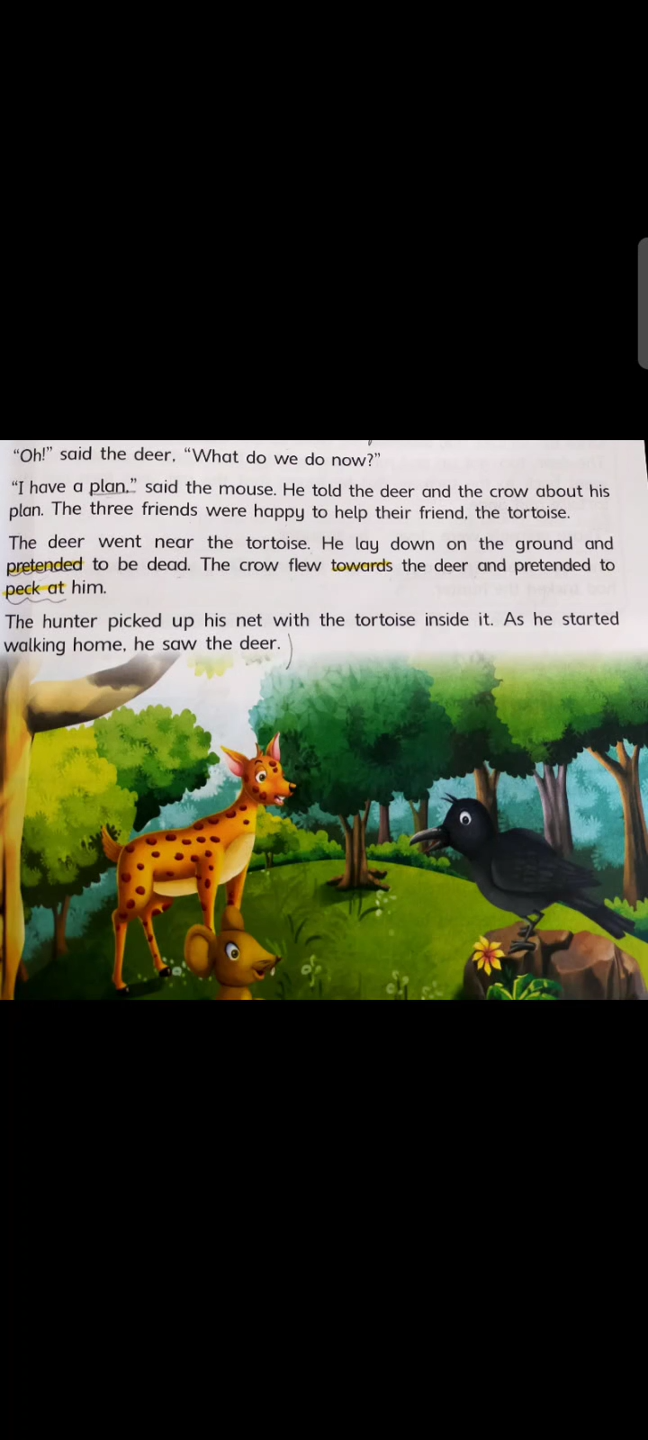 “Oh!” said the deer, “What do we do now?”
“I have a plan,” said the mouse. He told the deer and the crow about his
plan. The three friends were happy to help their friend, the tortoise.
The deer went near the tortoise. He lay down on the ground and
pretended to be dead. The crow flew towards the deer and pretended to
peck at him.
The hunter picked up his net with the tortoise inside it. As he started
walking home, he saw the deer.